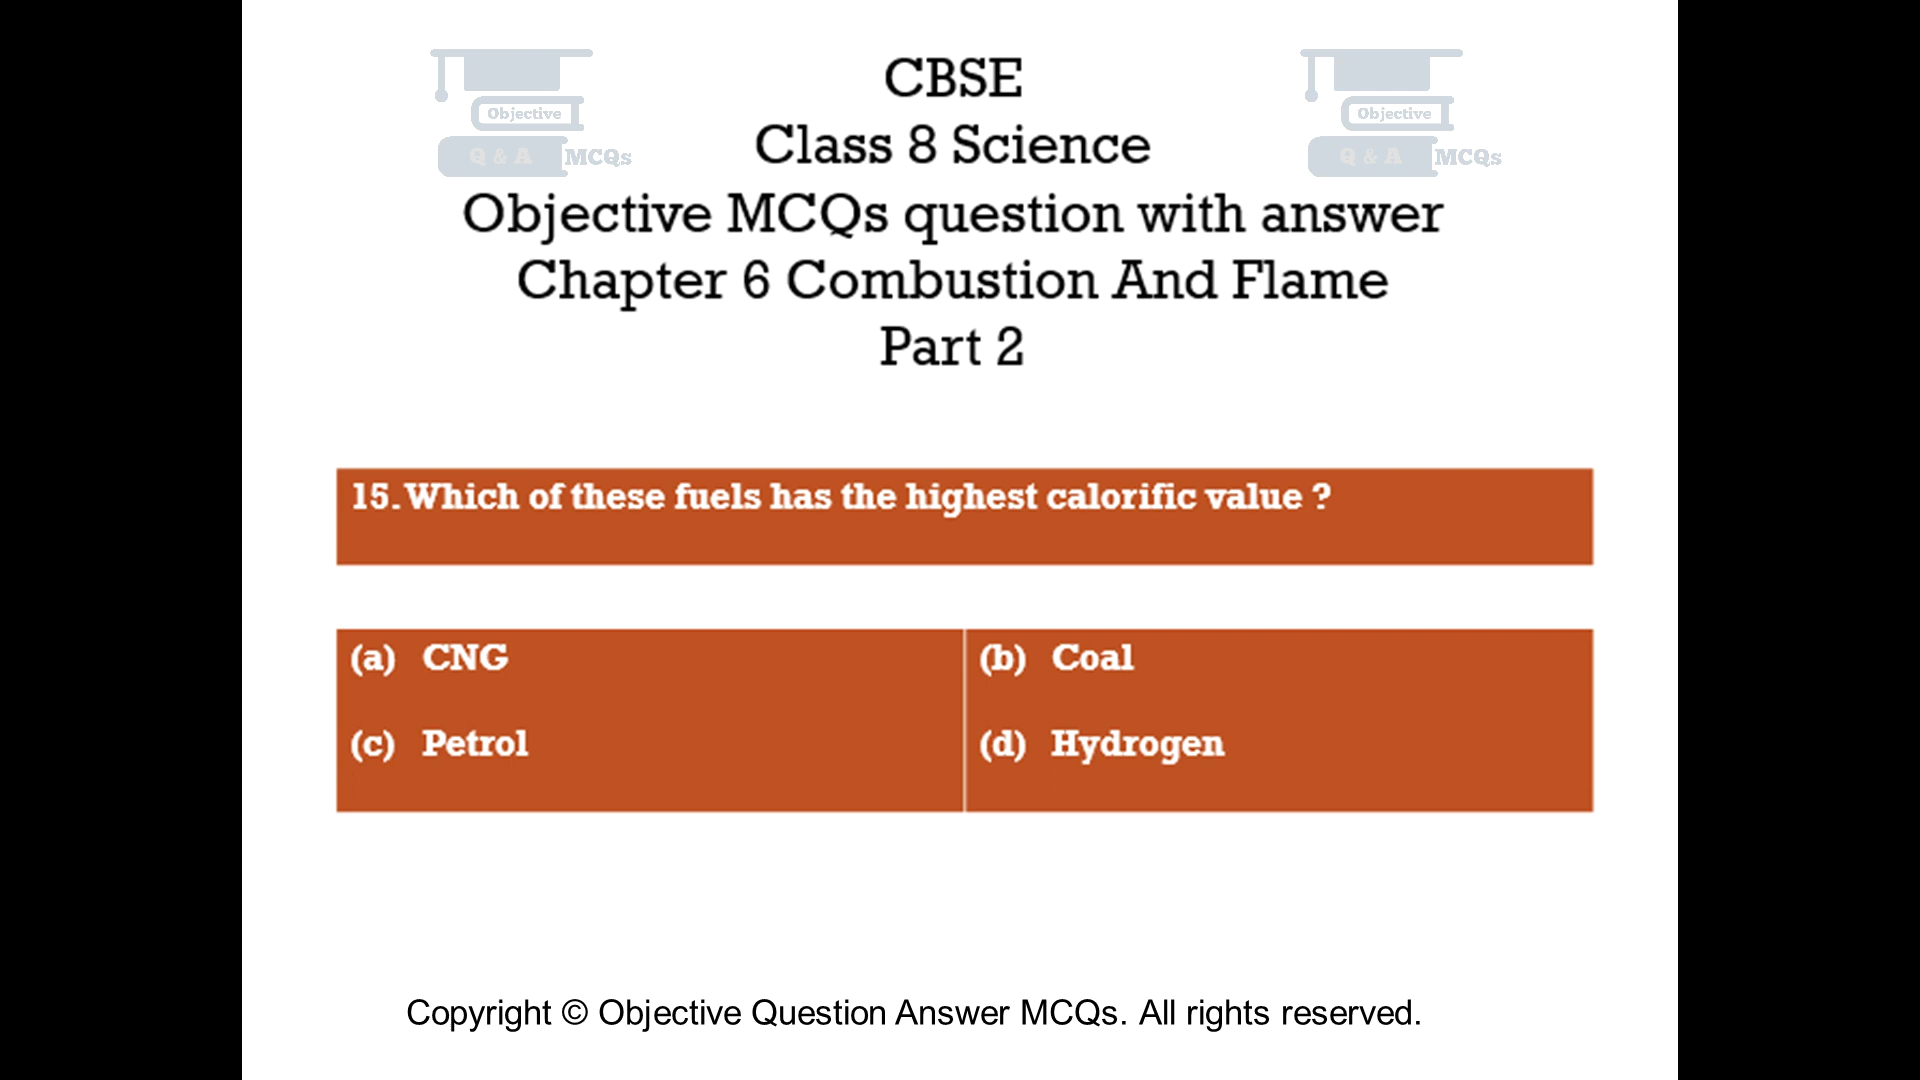 CBSE
Class 8 Science
Objective MCQs question with answer
Chapter 6 Combustion And Flame
Part 2
Objective
Q & A MCQs
Objective
Q & A MCQs
15. Which of these fuels has the highest calorific value ?
(a) CNG
(b) Coal
(c) Petrol
(d) Hydrogen
Copyright © Objective Question Answer MCQs. All rights reserved.